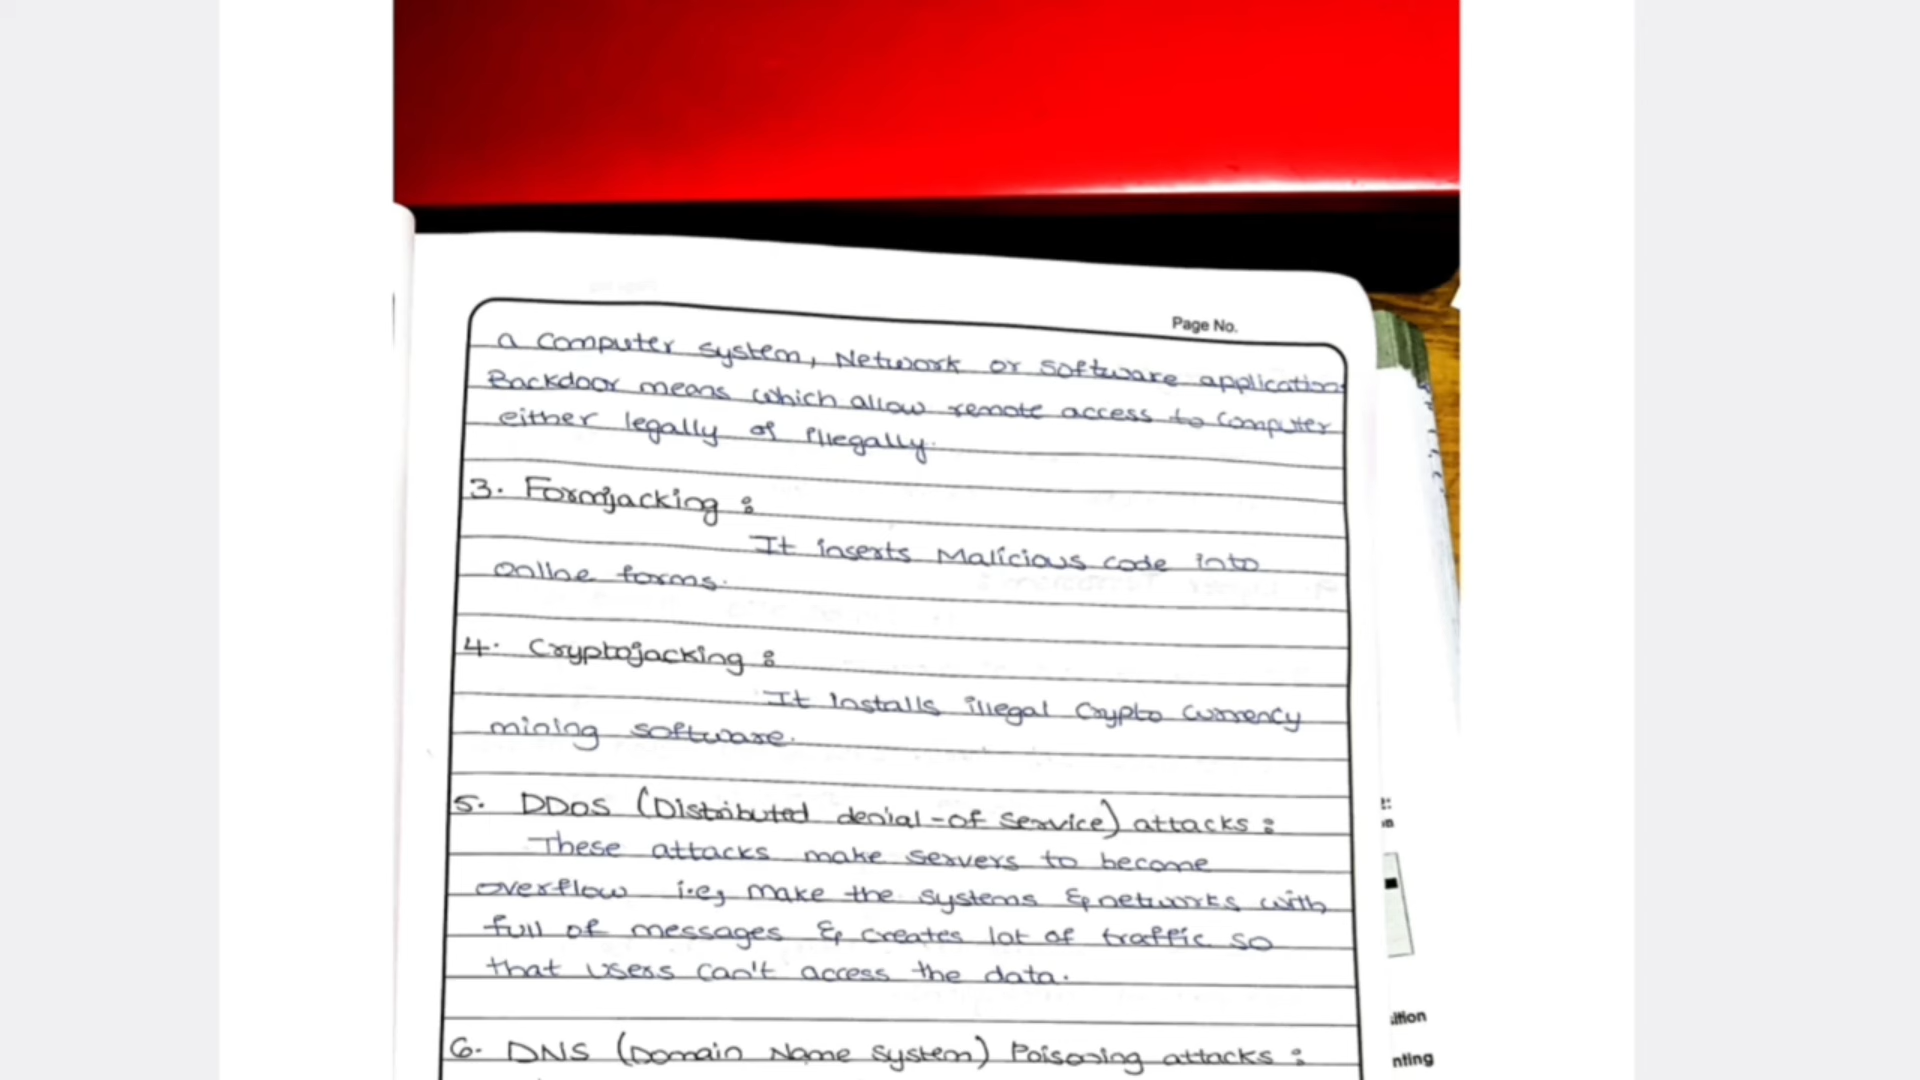 Page No.
a computer system, Network or software application
Backdoor means which allow remote access to computer
either legally of illegally.
3. Formjacking :
It inserts Malicious code into
online forms.
4. Cryptojacking :
It installs illegal Crypto currency
mining software.
5. DDoS (Distributed denial-of service) attacks :
These attacks make servers to become
overflow i.e, make the systems & networks with
full of messages & creates lot of traffic so
that users can't access the data.
6. DNS (Domain Name System) Poisoning attacks :
nting